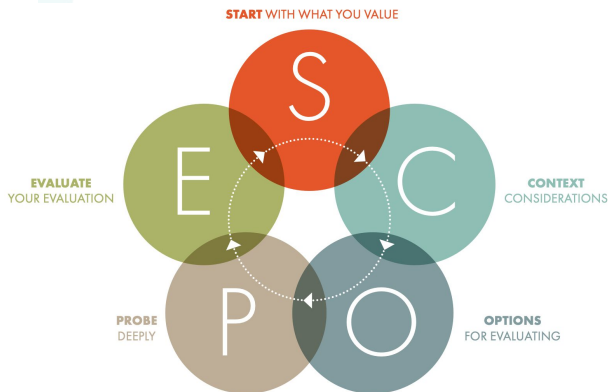 START WITH WHAT YOU VALUE
S
E
C
EVALUATE
YOUR EVALUATION
CONTEXT
CONSIDERATIONS
P
O
PROBE
DEEPLY
OPTIONS
FOR EVALUATING